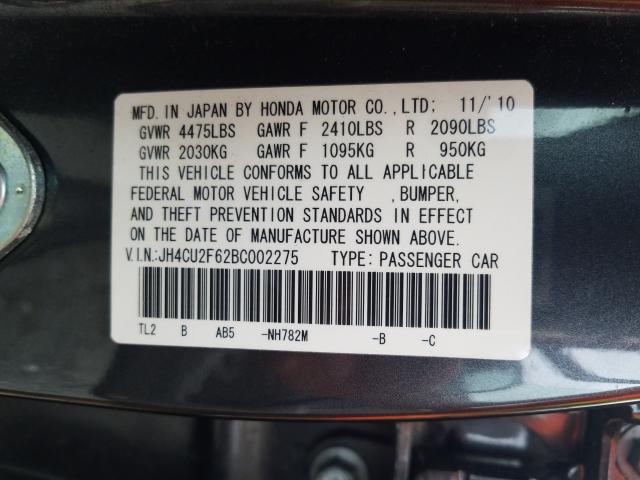 MFD. IN JAPAN BY HONDA MOTOR CO.,LTD: 11/'10
GVWR 4475LBS GAWR F 2410LBS R 2090LBS
GVWR 2030KG GAWR F 1095KG R 950KG
THIS VEHICLE CONFORMS TO ALL APPLICABLE
FEDERAL MOTOR VEHICLE SAFETY ,BUMPER,
AND THEFT PREVENTION STANDARDS IN EFFECT
ON THE DATE OF MANUFACTURE SHOWN ABOVE.
V.I.N:JH4CU2F62BC002275 TYPE: PASSENGER CAR
TL2 B AB5 -NH782M -B -C